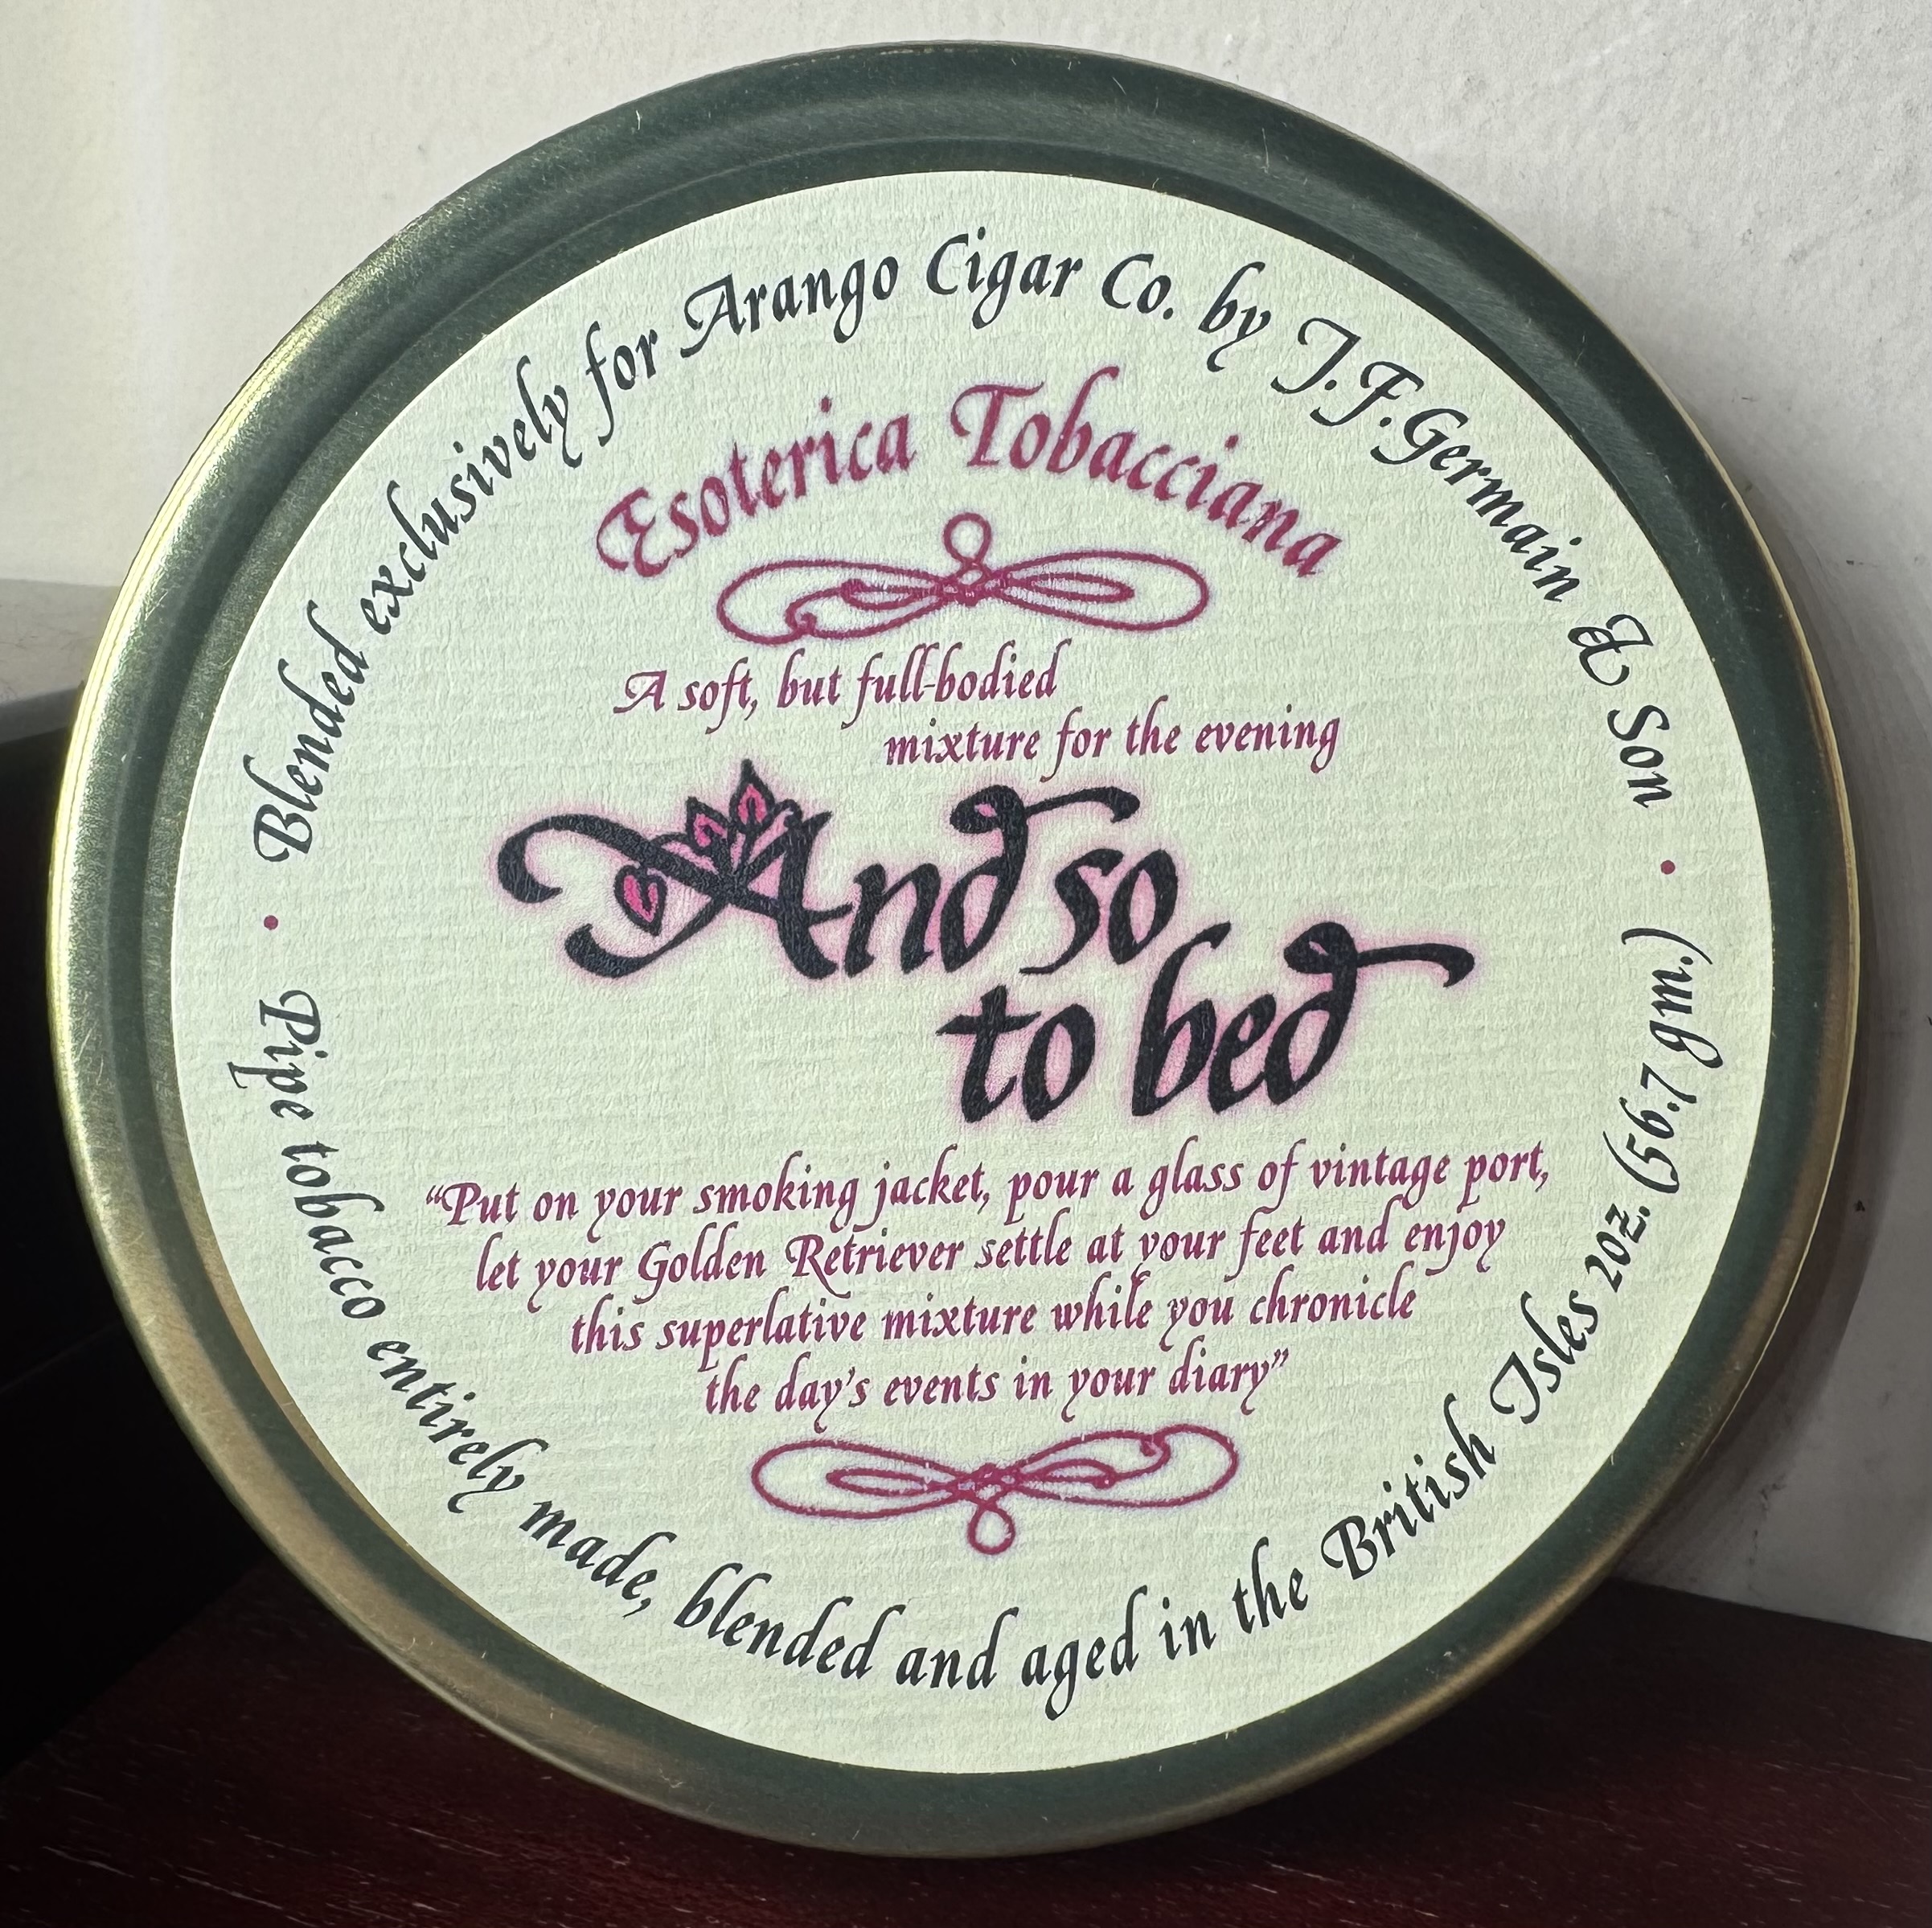 Blended exclusively for Arango Cigar Co. by J.F.Germain & Son
Esoterica Tobacciana
A soft, but full-bodied
mixture for the evening
And so
to bed
“Put on your smoking jacket, pour a glass of vintage port,
let your Golden Retriever settle at your feet and enjoy
this superlative mixture while you chronicle
the day's events in your diary”
Pipe tobacco entirely made, blended and aged in the British Isles 2oz. (56.7 gm.)